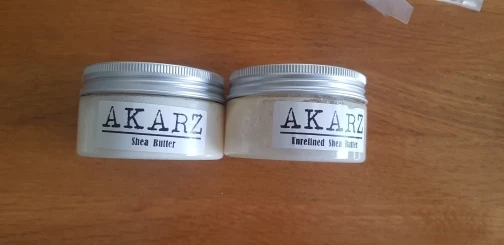 AKARZ
Shea Butter
AKARZ
Unrefined Shea Butter